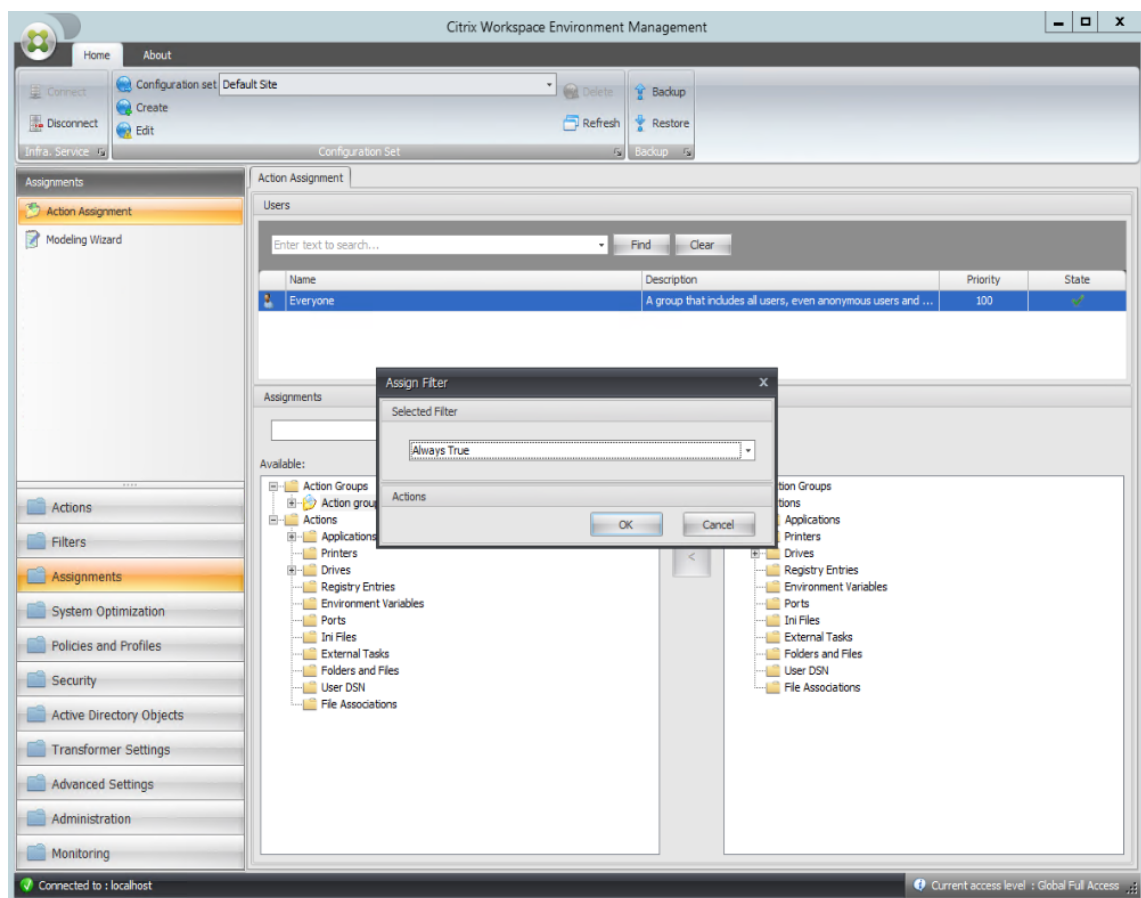 Citrix Workspace Environment Management
Home About
Connect
Configuration set Default Site
Delete
Backup
Create
Disconnect
Edit
Refresh
Restore
Infra. Service
Configuration Set
Backup
Assignments
Action Assignment
Modeling Wizard
Actions
Filters
Assignments
System Optimization
Policies and Profiles
Security
Active Directory Objects
Transformer Settings
Advanced Settings
Administration
Monitoring
Action Assignment
Users
Enter text to search...
Find
Clear
Name Description Priority State
Everyone A group that includes all users, even anonymous users and ... 100
Assignments
Available:
Action Groups
Actions
Applications
Printers
Drives
Registry Entries
Environment Variables
Ports
Ini Files
External Tasks
Folders and Files
User DSN
File Associations
Assign Filter X
Selected Filter
Always True
Actions
OK
Cancel
<
Applications
Printers
Drives
Registry Entries
Environment Variables
Ports
Ini Files
External Tasks
Folders and Files
User DSN
File Associations
Connected to : localhost
Current access level : Global Full Access